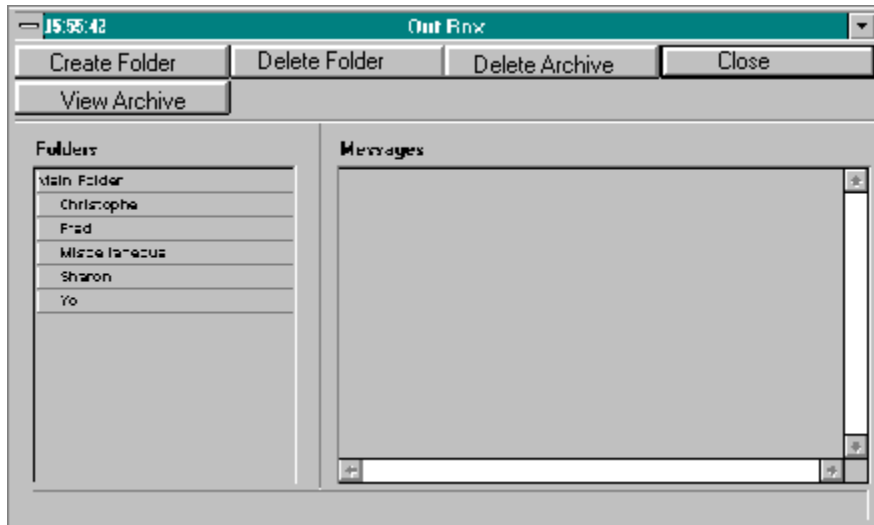 15:55:42 Out Box
Create Folder Delete Folder Delete Archive Close
View Archive
Folders Messages
Main Folder
Christophe
Fred
Miscellaneous
Sharon
Yo